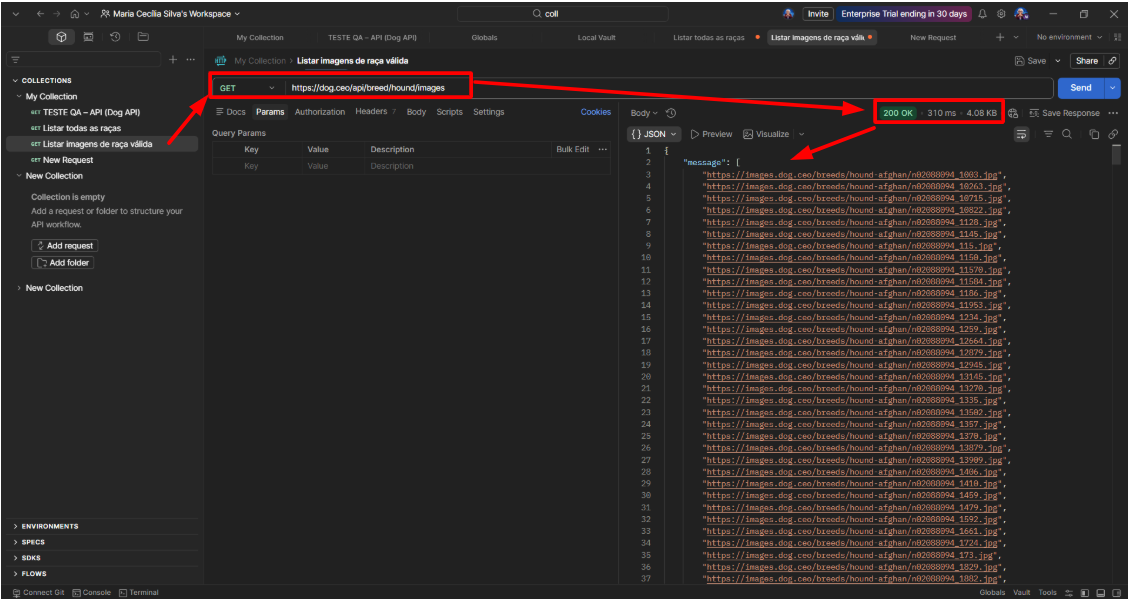 Maria Cecília Silva's Workspace
coll
Invite
Enterprise Trial ending in 30 days
My Collection
TESTE QA – API (Dog API)
Globals
Local Vault
Listar todas as raças
Listar imagens de raça váli
New Request
No environment
My Collection > Listar imagens de raça válida
Save
Share
COLLECTIONS
My Collection
GET TESTE QA – API (Dog API)
GET Listar todas as raças
GET Listar imagens de raça válida
GET New Request
New Collection
Collection is empty
Add a request or folder to structure your
API workflow.
Add request
Add folder
New Collection
ENVIRONMENTS
SPECS
SDKS
FLOWS
GET
https://dog.ceo/api/breed/hound/images
Send
Docs Params Authorization Headers 7 Body Scripts Settings Cookies
Query Params
Key Value Description Bulk Edit
Key Value Description
Body
200 OK · 310 ms · 4.08 KB
Save Response
{} JSON Preview Visualize
1 {
2 "message": [
3 "https://images.dog.ceo/breeds/hound-afghan/n02088094_1003.jpg",
4 "https://images.dog.ceo/breeds/hound-afghan/n02088094_10263.jpg",
5 "https://images.dog.ceo/breeds/hound-afghan/n02088094_10715.jpg",
6 "https://images.dog.ceo/breeds/hound-afghan/n02088094_10822.jpg",
7 "https://images.dog.ceo/breeds/hound-afghan/n02088094_1128.jpg",
8 "https://images.dog.ceo/breeds/hound-afghan/n02088094_1145.jpg",
9 "https://images.dog.ceo/breeds/hound-afghan/n02088094_115.jpg",
10 "https://images.dog.ceo/breeds/hound-afghan/n02088094_1150.jpg",
11 "https://images.dog.ceo/breeds/hound-afghan/n02088094_11570.jpg",
12 "https://images.dog.ceo/breeds/hound-afghan/n02088094_11584.jpg",
13 "https://images.dog.ceo/breeds/hound-afghan/n02088094_1186.jpg",
14 "https://images.dog.ceo/breeds/hound-afghan/n02088094_11953.jpg",
15 "https://images.dog.ceo/breeds/hound-afghan/n02088094_1234.jpg",
16 "https://images.dog.ceo/breeds/hound-afghan/n02088094_1259.jpg",
17 "https://images.dog.ceo/breeds/hound-afghan/n02088094_12664.jpg",
18 "https://images.dog.ceo/breeds/hound-afghan/n02088094_12879.jpg",
19 "https://images.dog.ceo/breeds/hound-afghan/n02088094_12945.jpg",
20 "https://images.dog.ceo/breeds/hound-afghan/n02088094_13145.jpg",
21 "https://images.dog.ceo/breeds/hound-afghan/n02088094_13270.jpg",
22 "https://images.dog.ceo/breeds/hound-afghan/n02088094_1335.jpg",
23 "https://images.dog.ceo/breeds/hound-afghan/n02088094_13502.jpg",
24 "https://images.dog.ceo/breeds/hound-afghan/n02088094_1357.jpg",
25 "https://images.dog.ceo/breeds/hound-afghan/n02088094_1370.jpg",
26 "https://images.dog.ceo/breeds/hound-afghan/n02088094_13879.jpg",
27 "https://images.dog.ceo/breeds/hound-afghan/n02088094_13909.jpg",
28 "https://images.dog.ceo/breeds/hound-afghan/n02088094_1406.jpg",
29 "https://images.dog.ceo/breeds/hound-afghan/n02088094_1410.jpg",
30 "https://images.dog.ceo/breeds/hound-afghan/n02088094_1459.jpg",
31 "https://images.dog.ceo/breeds/hound-afghan/n02088094_1479.jpg",
32 "https://images.dog.ceo/breeds/hound-afghan/n02088094_1592.jpg",
33 "https://images.dog.ceo/breeds/hound-afghan/n02088094_1661.jpg",
34 "https://images.dog.ceo/breeds/hound-afghan/n02088094_1724.jpg",
35 "https://images.dog.ceo/breeds/hound-afghan/n02088094_173.jpg",
36 "https://images.dog.ceo/breeds/hound-afghan/n02088094_1829.jpg",
37 "https://images.dog.ceo/breeds/hound-afghan/n02088094_1882.jpg",
Connect Git Console Terminal
Globals Vault Tools